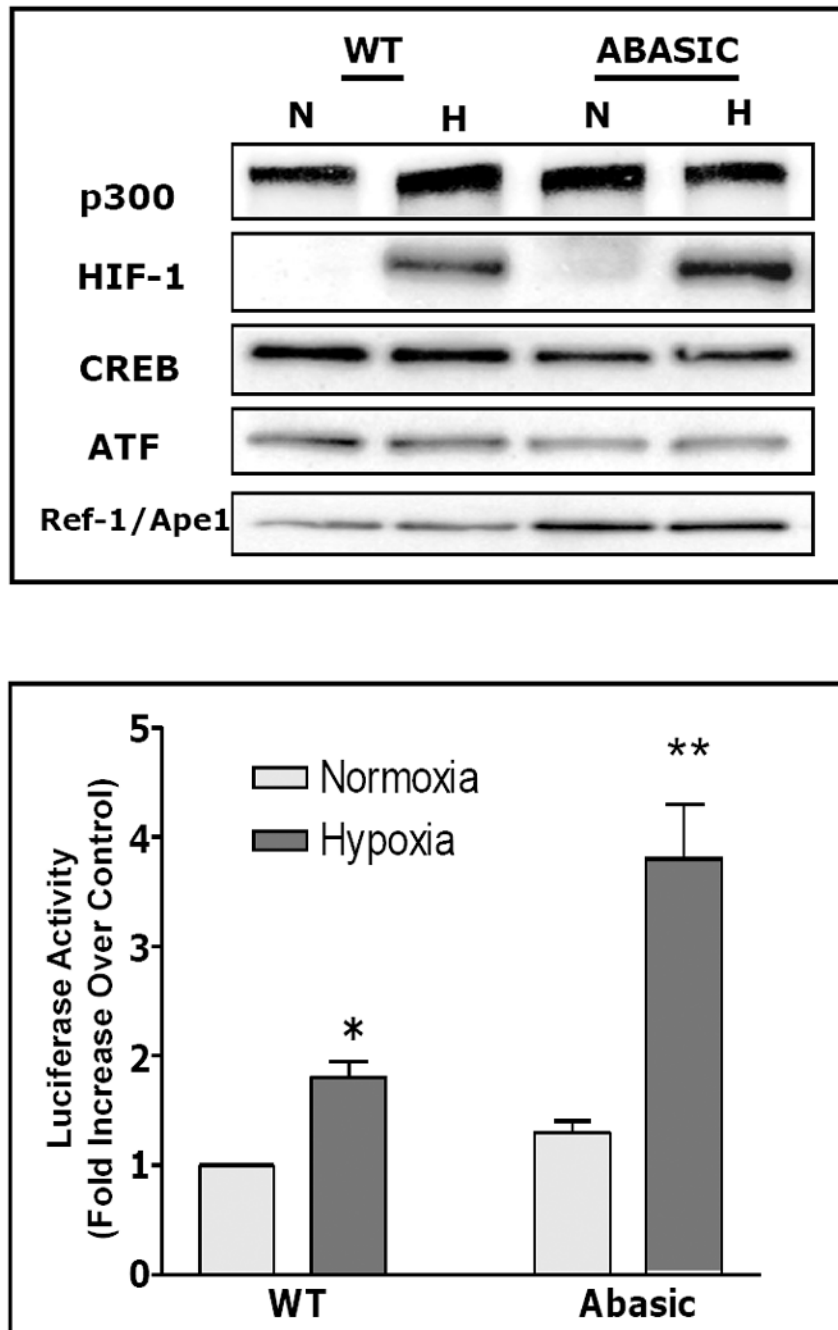 WT ABASIC
N H N H
p300
HIF-1
CREB
ATF
Ref-1/Ape1
Luciferase Activity
(Fold Increase Over Control)
5
4
3
2
1
0
Normoxia
Hypoxia
*
**
WT Abasic